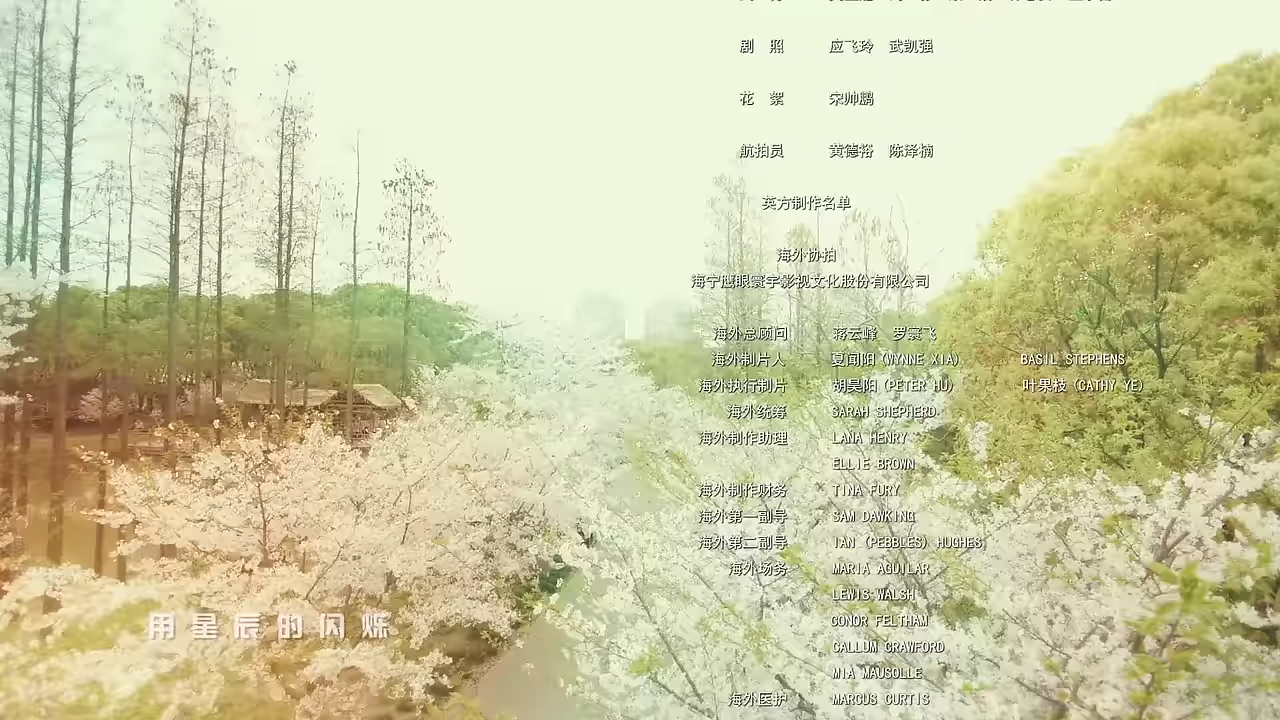 剧 照 应飞玲 武凯强
花 絮 宋帅鹏
航拍员 黄德裕 陈泽楠
英方制作名单
海外协拍
海宁鹰眼寰宇影视文化股份有限公司
海外总顾问 蒋云峰 罗寰飞
海外制片人 夏闻阳(WYNNE XIA) BASIL STEPHENS
海外执行制片 胡昊阳(PETER HU) 叶果枝(CATHY YE)
海外统筹 SARAH SHEPHERD
海外制作助理 LANA HENRY
ELLIE BROWN
海外制作财务 TINA FURY
海外第一副导 SAM DAWKING
海外第二副导 IAN (PEBBLES) HUGHES
海外场务 MARIA AGUILAR
LEWIS WALSH
CONOR FELTHAM
CALLUM CRAWFORD
MIA MAUSOLLE
海外医护 MARCUS CURTIS
用星辰的闪烁